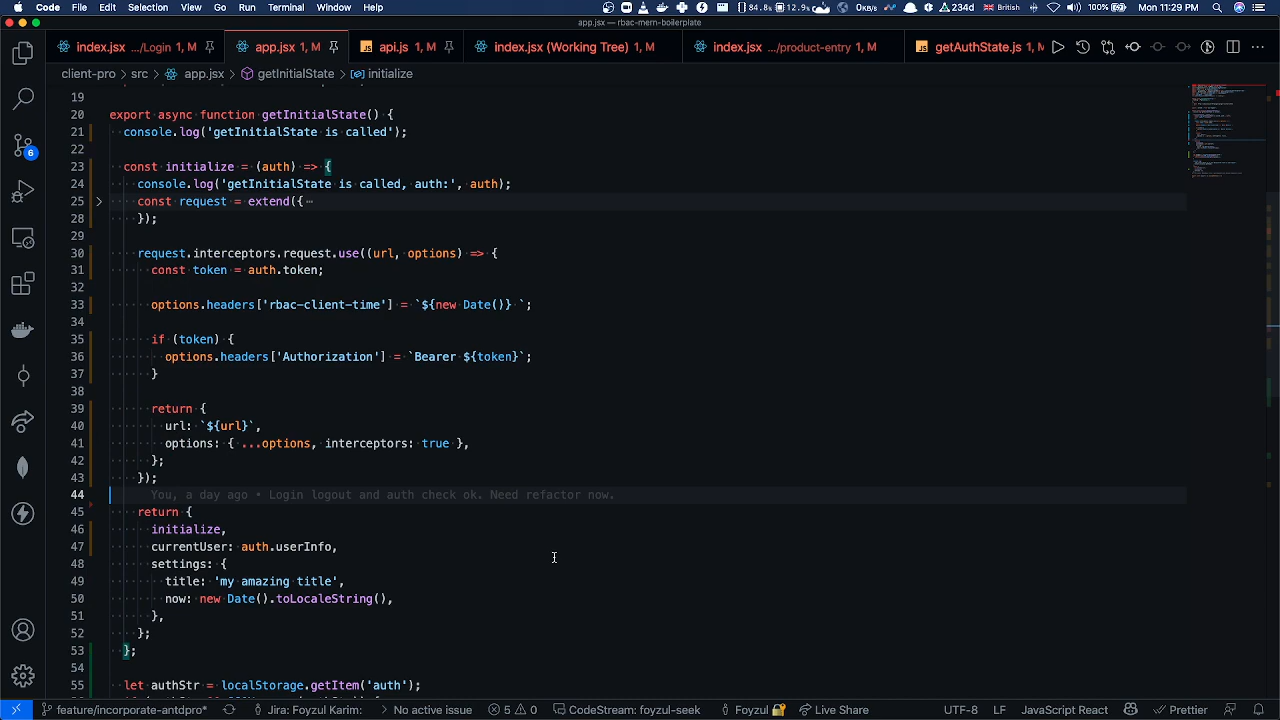 Code File Edit Selection View Go Run Terminal Window Help 84.8% 12.9% 234d British 100% Mon 11:29 PM
app.jsx — rbac-mern-boilerplate
index.jsx .../Login 1, M app.jsx 1, M api.js 1, M index.jsx (Working Tree) 1, M index.jsx .../product-entry 1, M getAuthState.js 1, M
client-pro > src > app.jsx > getInitialState > initialize
19
20 export async function getInitialState() {
21 console.log('getInitialState is called');
22
23 const initialize = (auth) => {
24 console.log('getInitialState is called, auth:', auth);
25 const request = extend({ ⋯
28 });
29
30 request.interceptors.request.use((url, options) => {
31 const token = auth.token;
32
33 options.headers['rbac-client-time'] = `${new Date()} `;
34
35 if (token) {
36 options.headers['Authorization'] = `Bearer ${token}`;
37 }
38
39 return {
40 url: `${url}`,
41 options: { ...options, interceptors: true },
42 };
43 });
44 You, a day ago • Login logout and auth check ok. Need refactor now.
45 return {
46 initialize,
47 currentUser: auth.userInfo,
48 settings: {
49 title: 'my amazing title',
50 now: new Date().toLocaleString(),
51 },
52 };
53 };
54
55 let authStr = localStorage.getItem('auth');
6
feature/incorporate-antdpro* Jira: Foyzul Karim: No active issue 5 0 CodeStream: foyzul-seek Foyzul Live Share UTF-8 LF JavaScript React Prettier